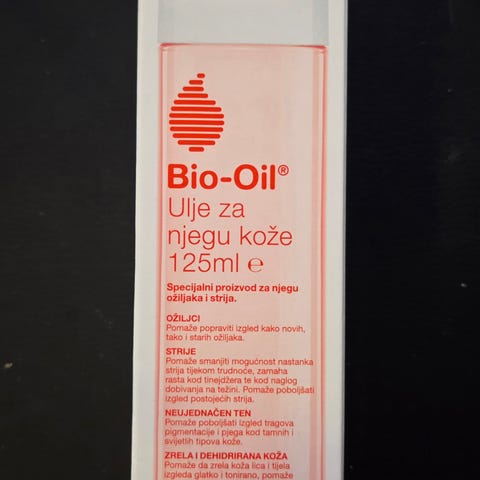 Bio-Oil®
Ulje za
njegu kože
125ml ℮
Specijalni proizvod za njegu
ožiljaka i strija.
OŽILJCI
Pomaže popraviti izgled kako novih,
tako i starih ožiljaka.
STRIJE
Pomaže smanjiti mogućnost nastanka
strija tijekom trudnoće, zamaha
rasta kod tinejdžera te kod naglog
dobivanja na težini. Pomaže poboljšati
izgled postojećih strija.
NEUJEDNAČEN TEN
Pomaže poboljšati izgled tragova
pigmentacije i pjega kod tamnih i
svijetlih tipova kože.
ZRELA I DEHIDRIRANA KOŽA
Pomaže da zrela koža lica i tijela
izgleda glatko i tonirano, pomaže